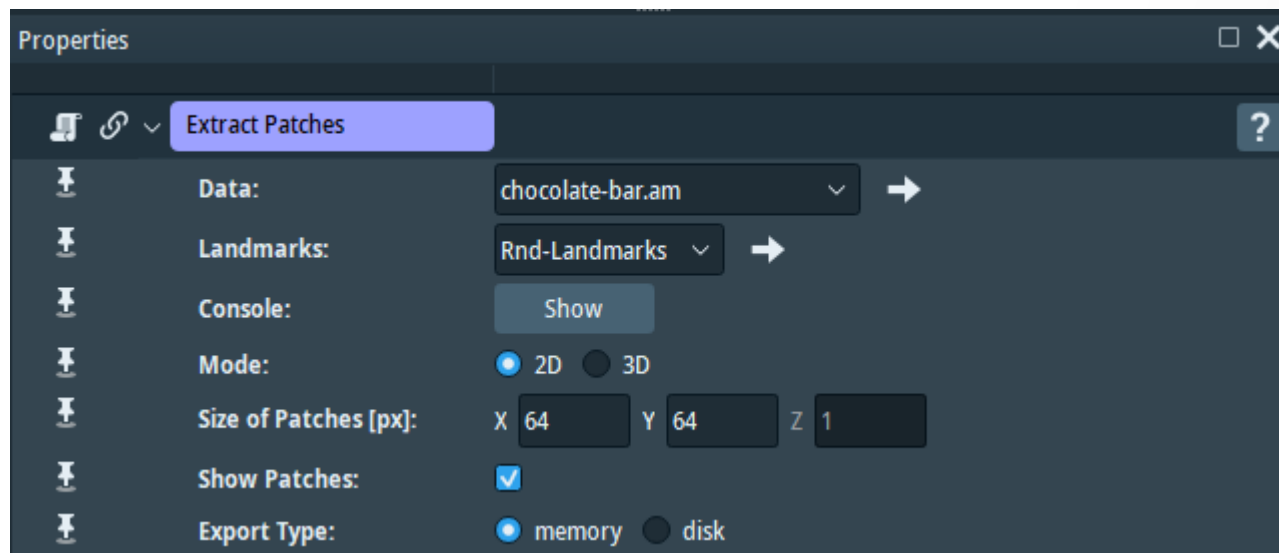 Properties
Extract Patches ?
Data: chocolate-bar.am
Landmarks: Rnd-Landmarks
Console: Show
Mode: 2D 3D
Size of Patches [px]: X 64 Y 64 Z 1
Show Patches:
Export Type: memory disk